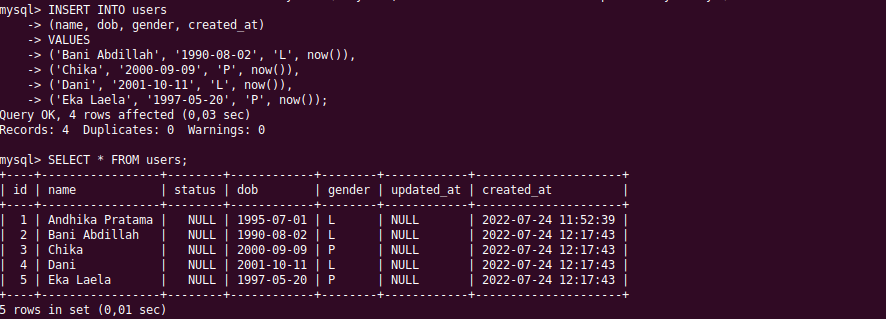 mysql> INSERT INTO users
    -> (name, dob, gender, created_at)
    -> VALUES
    -> ('Bani Abdillah', '1990-08-02', 'L', now()),
    -> ('Chika', '2000-09-09', 'P', now()),
    -> ('Dani', '2001-10-11', 'L', now()),
    -> ('Eka Laela', '1997-05-20', 'P', now());
Query OK, 4 rows affected (0,03 sec)
Records: 4  Duplicates: 0  Warnings: 0

mysql> SELECT * FROM users;
+----+-----------------+--------+------------+--------+------------+---------------------+
| id | name            | status | dob        | gender | updated_at | created_at          |
+----+-----------------+--------+------------+--------+------------+---------------------+
|  1 | Andhika Pratama |   NULL | 1995-07-01 | L      | NULL       | 2022-07-24 11:52:39 |
|  2 | Bani Abdillah   |   NULL | 1990-08-02 | L      | NULL       | 2022-07-24 12:17:43 |
|  3 | Chika           |   NULL | 2000-09-09 | P      | NULL       | 2022-07-24 12:17:43 |
|  4 | Dani            |   NULL | 2001-10-11 | L      | NULL       | 2022-07-24 12:17:43 |
|  5 | Eka Laela       |   NULL | 1997-05-20 | P      | NULL       | 2022-07-24 12:17:43 |
+----+-----------------+--------+------------+--------+------------+---------------------+
5 rows in set (0,01 sec)